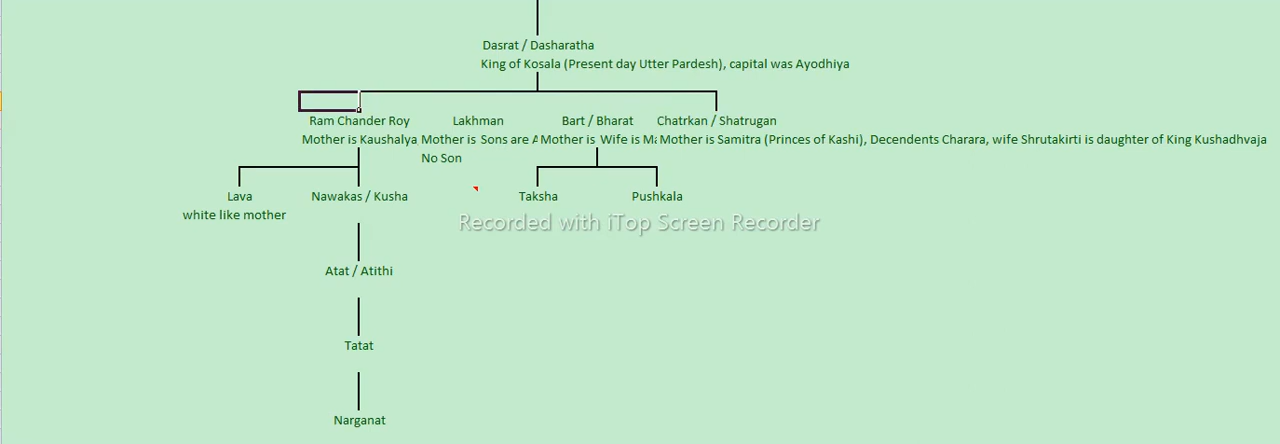 Dasrat / Dasharatha
King of Kosala (Present day Utter Pardesh), capital was Ayodhiya
Ram Chander Roy
Lakhman
Bart / Bharat
Chatrkan / Shatrugan
Mother is Kaushalya
Mother is
Sons are
Mother is
Wife is
Mother is Samitra (Princes of Kashi), Decendents Charara, wife Shrutakirti is daughter of King Kushadhvaja
No Son
Lava
Nawakas / Kusha
Taksha
Pushkala
white like mother
Recorded with iTop Screen Recorder
Atat / Atithi
Tatat
Narganat